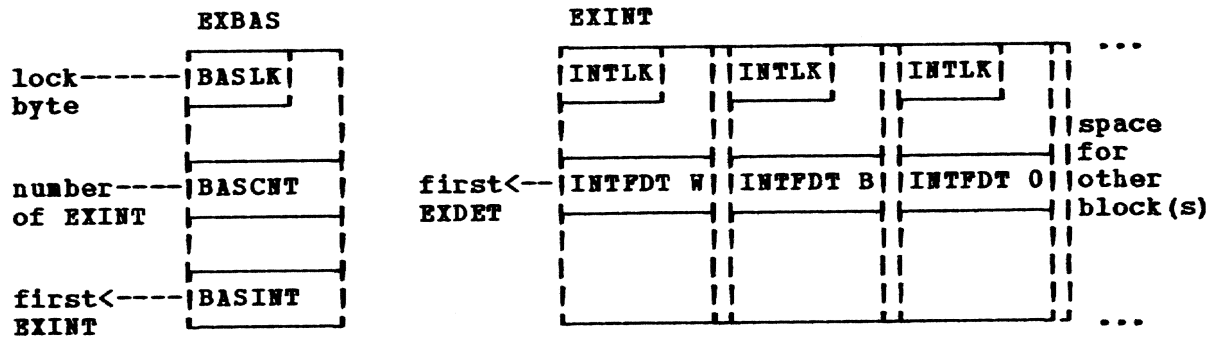 EXBAS EXINT
lock------ BASLK INTLK INTLK INTLK ...
byte
space
for
number---- BASCNT first<-- INTFDT W INTFDT B INTFDT O other
of EXINT EXDET block(s)
first<---- BASINT
EXINT ...